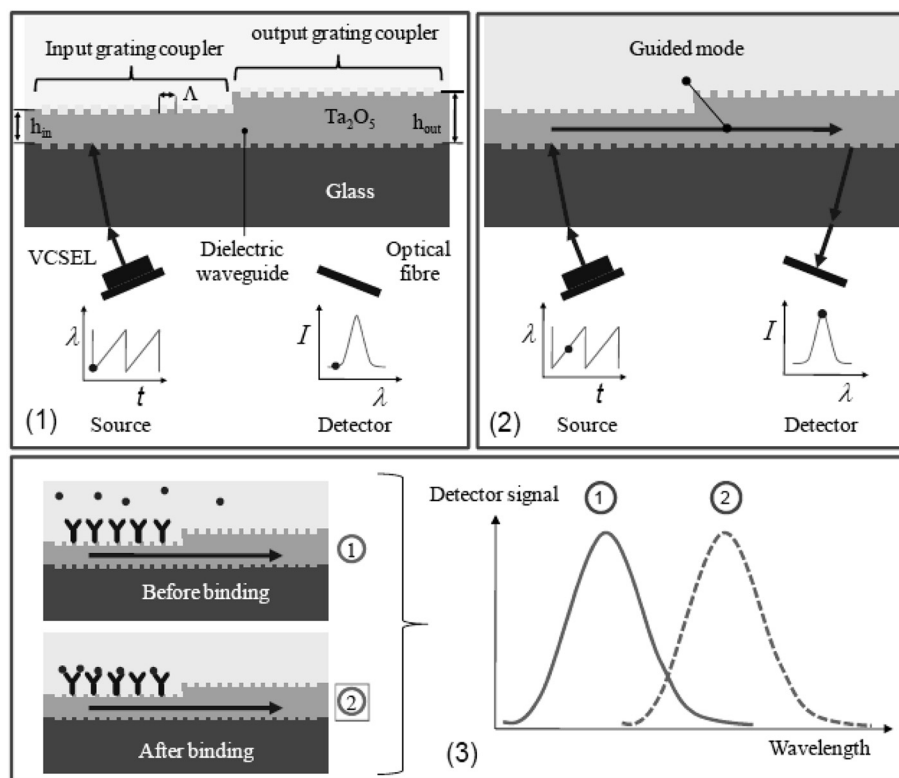 Input grating coupler
output grating coupler
Λ
h_in
Ta₂O₅
h_out
Glass
VCSEL
Dielectric
waveguide
Optical
fibre
λ
t
I
λ
(1)
Source
Detector
Guided mode
λ
t
I
λ
(2)
Source
Detector
1
Before binding
2
After binding
Detector signal
1
2
(3)
Wavelength